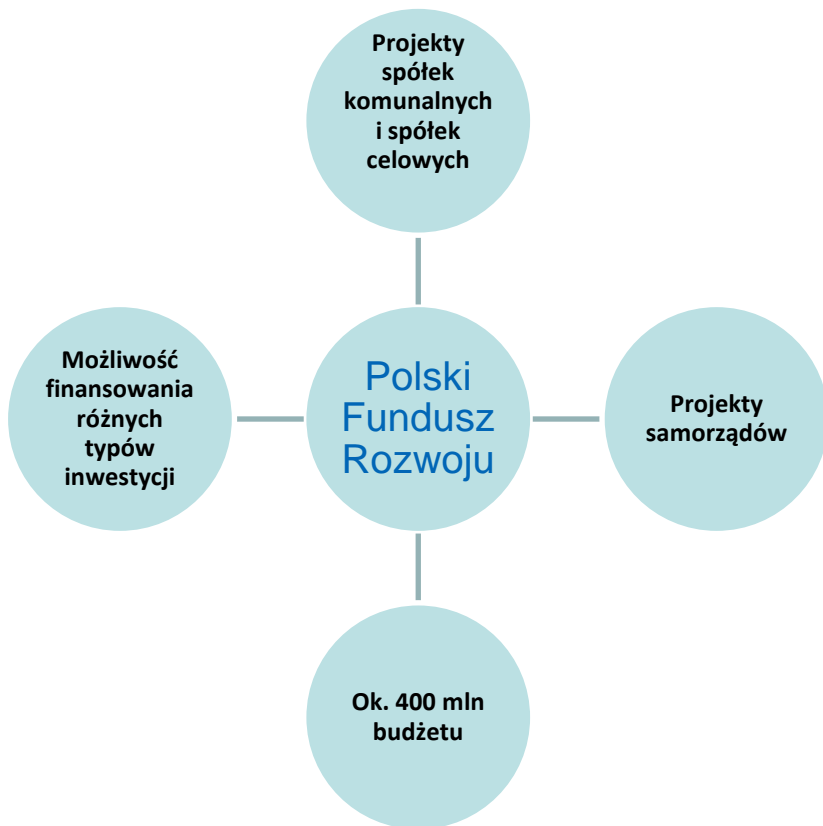 Projekty
spółek
komunalnych
i spółek
celowych
Możliwość
finansowania
różnych
typów
inwestycji
Polski
Fundusz
Rozwoju
Projekty
samorządów
Ok. 400 mln
budżetu